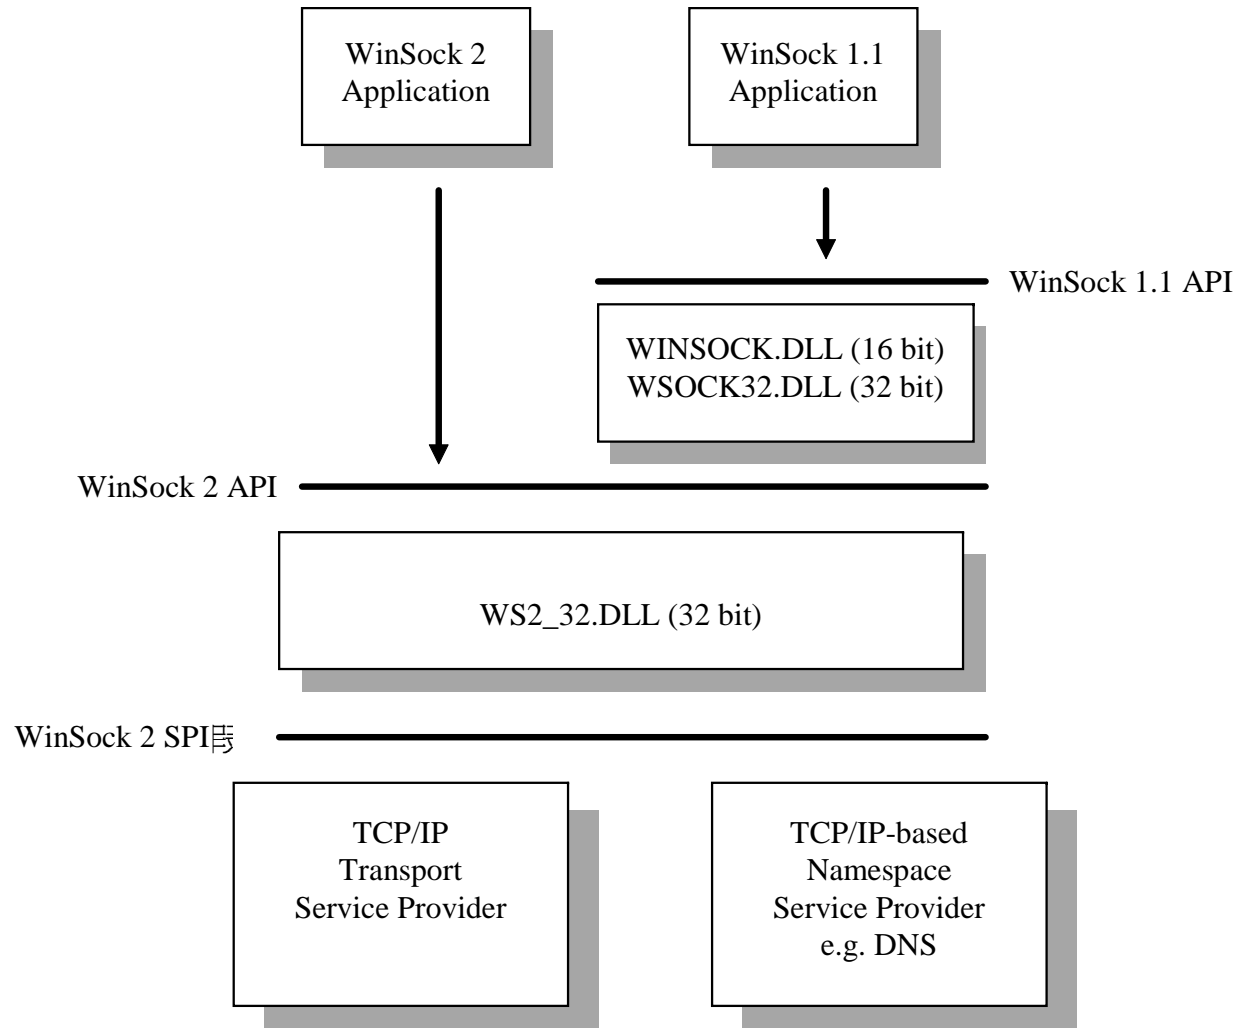 WinSock 2
Application
WinSock 1.1
Application
WinSock 1.1 API
WINSOCK.DLL (16 bit)
WSOCK32.DLL (32 bit)
WinSock 2 API
WS2_32.DLL (32 bit)
WinSock 2 SPI
TCP/IP
Transport
Service Provider
TCP/IP-based
Namespace
Service Provider
e.g. DNS